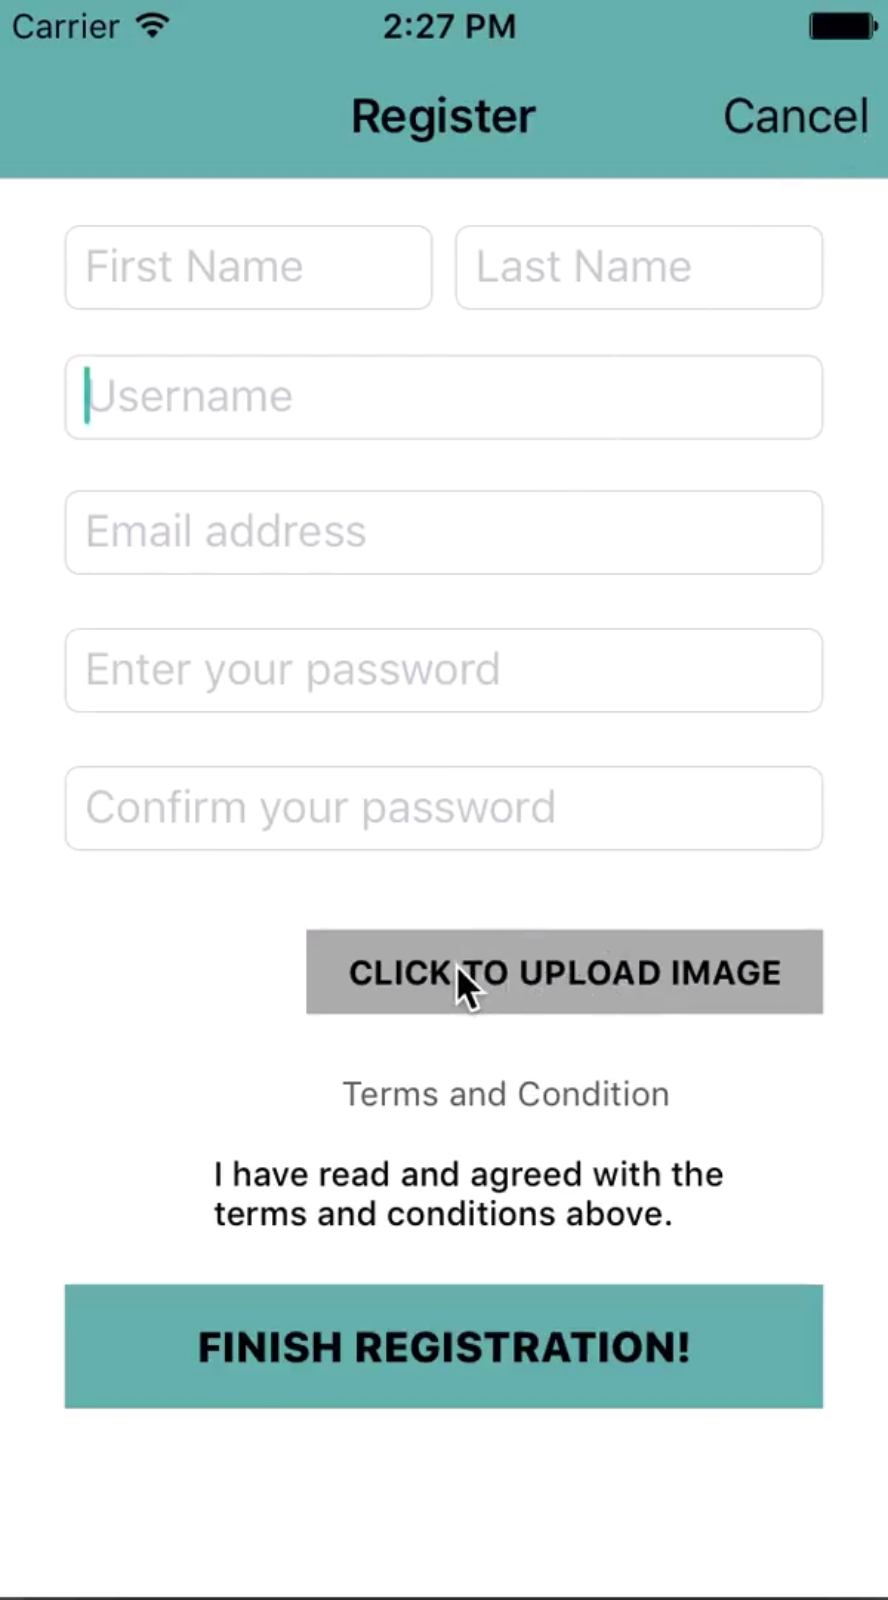 Carrier 2:27 PM
Register Cancel
First Name Last Name
Username
Email address
Enter your password
Confirm your password
CLICK TO UPLOAD IMAGE
Terms and Condition
I have read and agreed with the
terms and conditions above.
FINISH REGISTRATION!